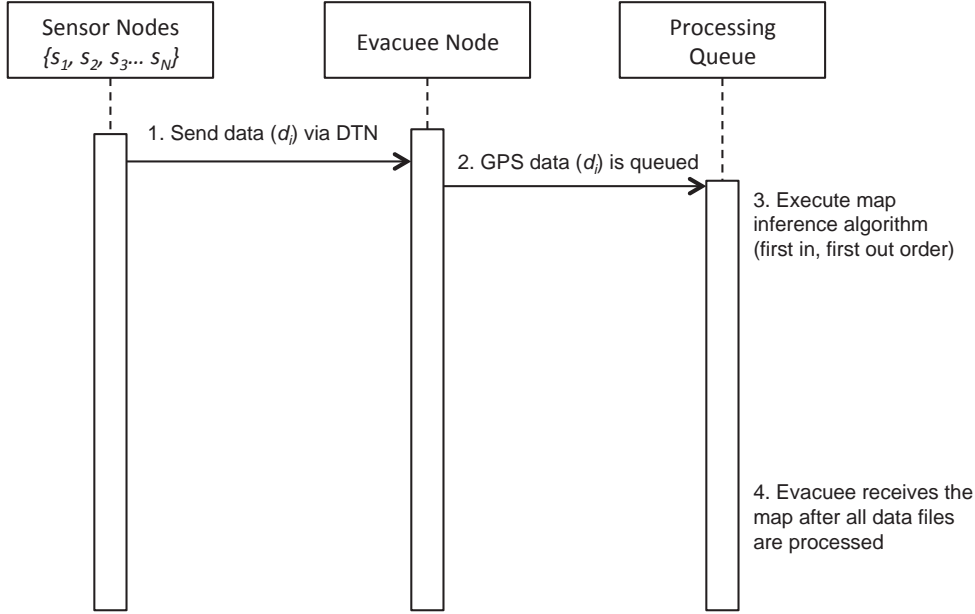 Sensor Nodes
{s1, s2, s3... sN}
Evacuee Node
Processing
Queue
1. Send data (di) via DTN
2. GPS data (di) is queued
3. Execute map
inference algorithm
(first in, first out order)
4. Evacuee receives the
map after all data files
are processed